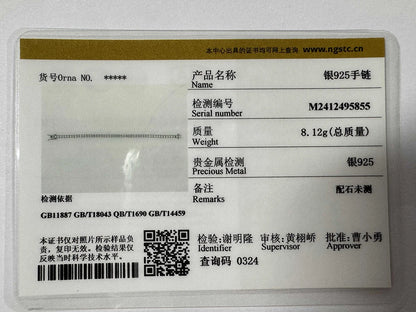 本中心出具的证书均可网上查询 www.ngstc.cn
货号Orna NO. *****
产品名称 银925手链
Name
检测编号 M2412495855
Serial number
质量 8.12g(总质量)
Weight
贵金属检测 银925
Precious Metal
备注 配石未测
Remarks
检测依据
GB11887 GB/T18043 QB/T1690 GB/T14459
本证书仅对照片所示样品负
责，复印无效。检测结果仅
反映当时科学技术水平。
检验:谢明隆 审核:黄栩峤 批准:曹小勇
Identifier Supervisor Approver
查询码 0324